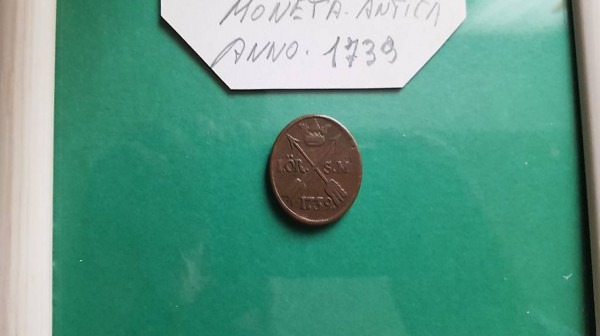 MONETA. ANTICA
ANNO. 1739
1.ÖR. S.M.
1739.